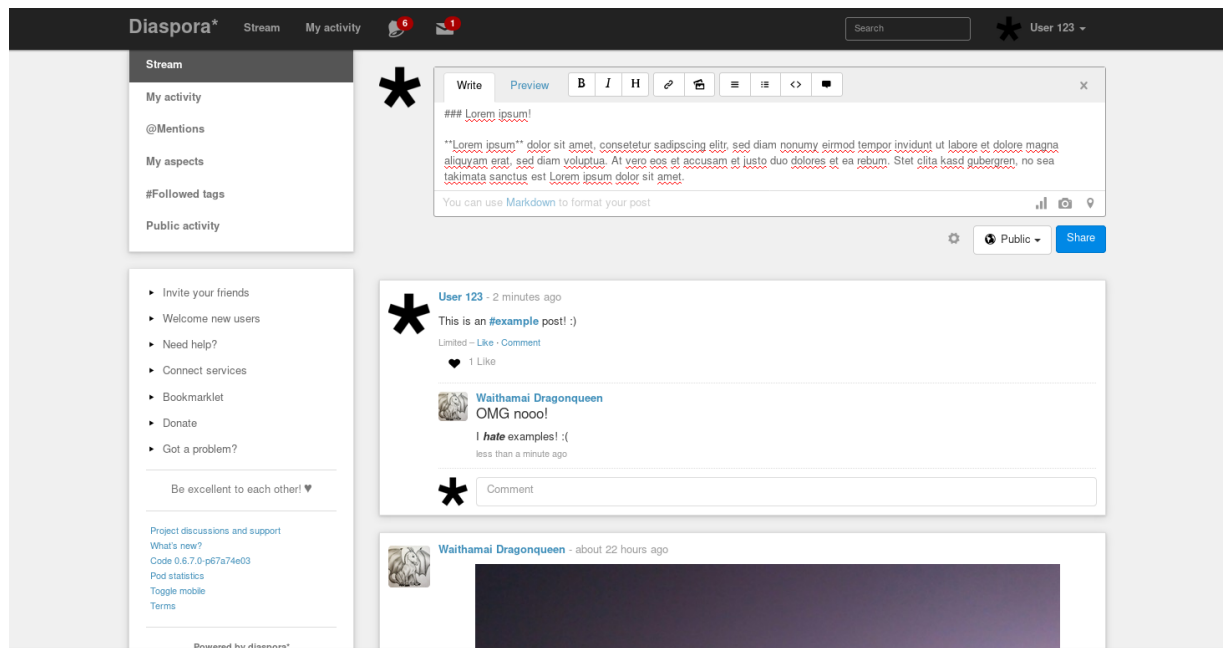 Diaspora* Stream My activity 6 1 Search User 123
Stream
My activity
@Mentions
My aspects
#Followed tags
Public activity
Invite your friends
Welcome new users
Need help?
Connect services
Bookmarklet
Donate
Got a problem?
Be excellent to each other! ♥
Project discussions and support
What's new?
Code 0.6.7.0-p67a74e03
Pod statistics
Toggle mobile
Terms
Powered by diaspora*
Write Preview B I H <> x
### Lorem ipsum!
**Lorem ipsum** dolor sit amet, consetetur sadipscing elitr, sed diam nonumy eirmod tempor invidunt ut labore et dolore magna
aliquyam erat, sed diam voluptua. At vero eos et accusam et justo duo dolores et ea rebum. Stet clita kasd gubergren, no sea
takimata sanctus est Lorem ipsum dolor sit amet.
You can use Markdown to format your post
Public Share
User 123 - 2 minutes ago
This is an #example post! :)
Limited – Like · Comment
1 Like
Waithamai Dragonqueen
OMG nooo!
I hate examples! :(
less than a minute ago
Comment
Waithamai Dragonqueen - about 22 hours ago